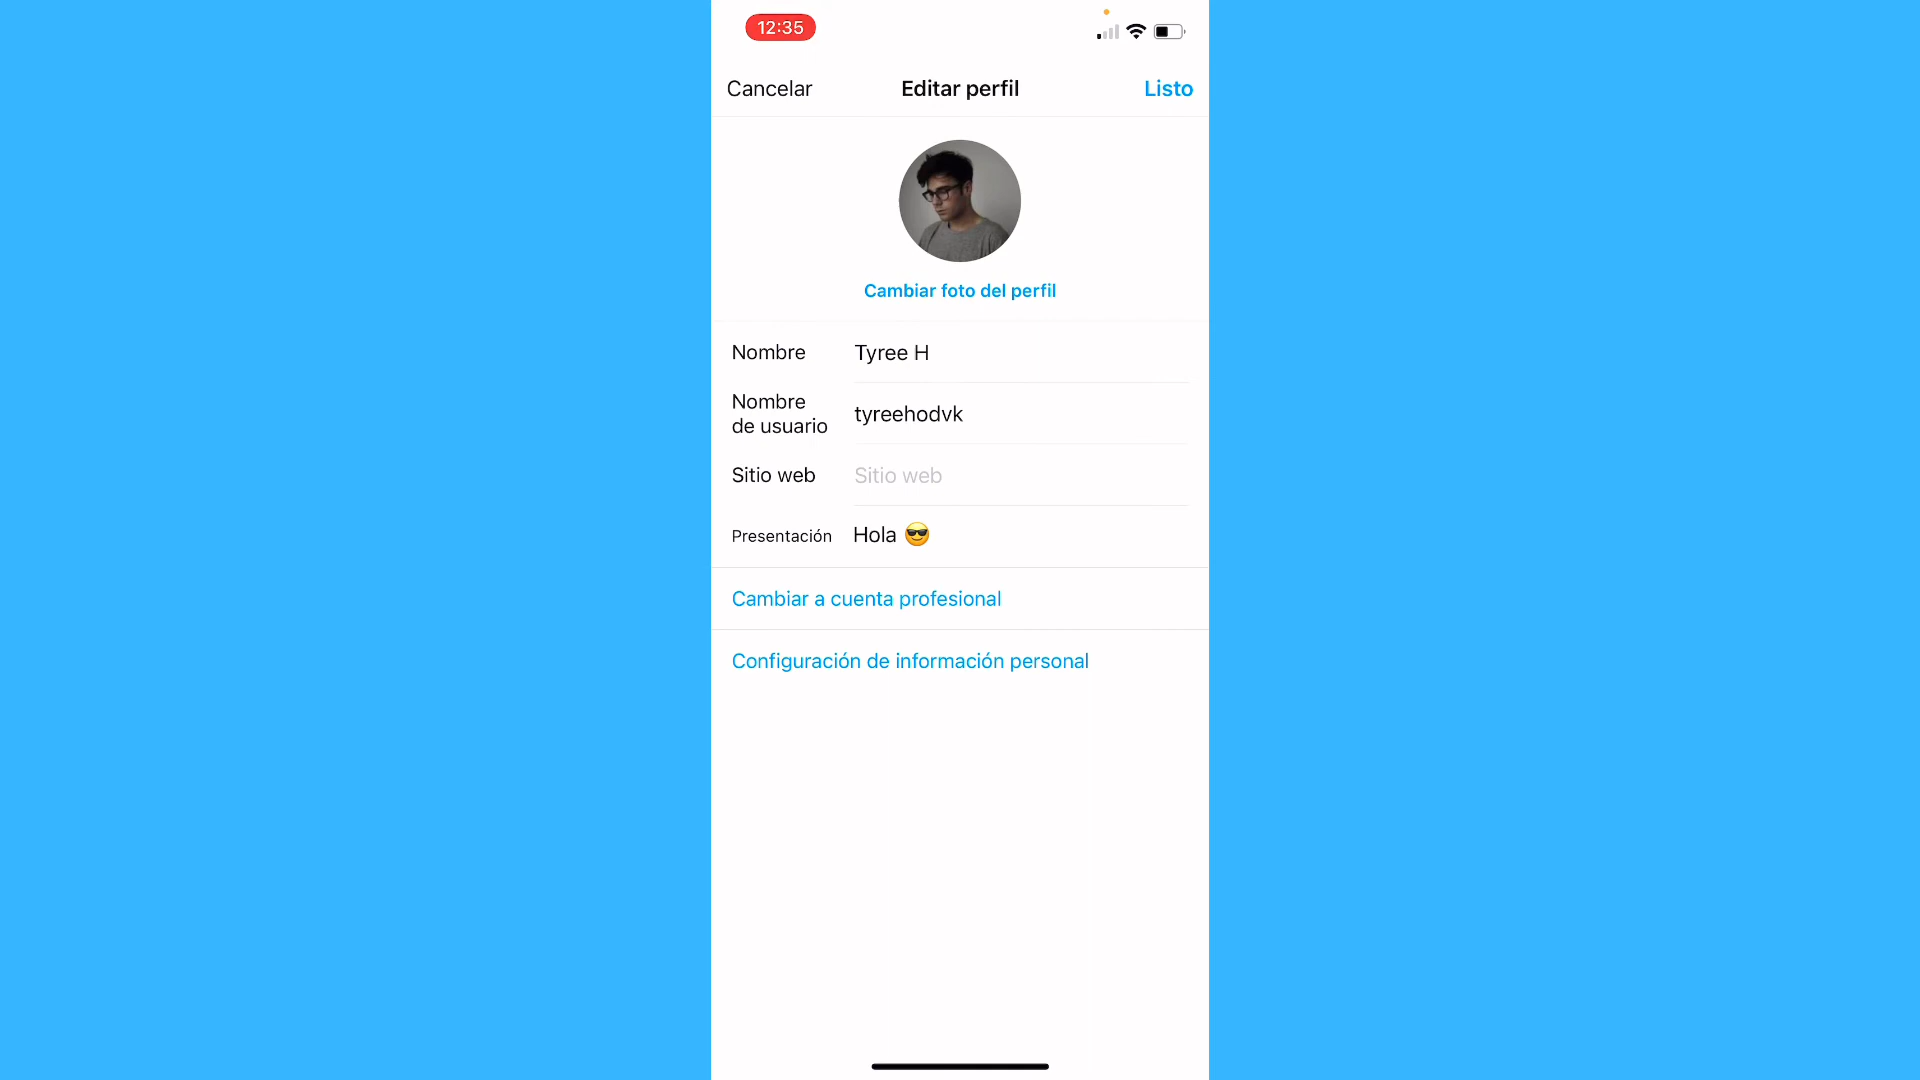 12:35
Cancelar Editar perfil Listo
Cambiar foto del perfil
Nombre Tyree H
Nombre
de usuario tyreehodvk
Sitio web Sitio web
Presentación Hola 😎
Cambiar a cuenta profesional
Configuración de información personal